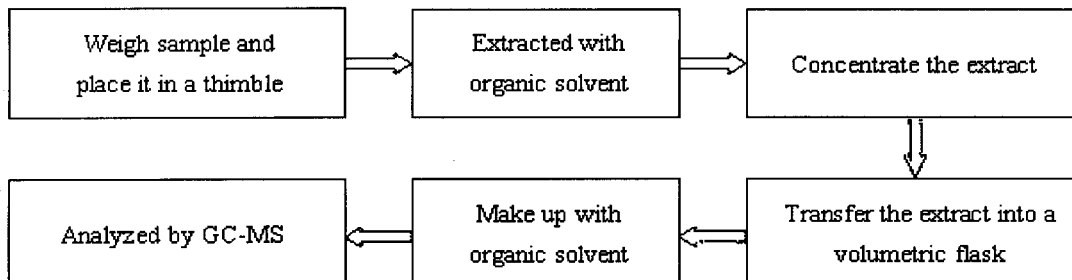 Weigh sample and
place it in a thimble
Extracted with
organic solvent
Concentrate the extract
Transfer the extract into a
volumetric flask
Make up with
organic solvent
Analyzed by GC-MS